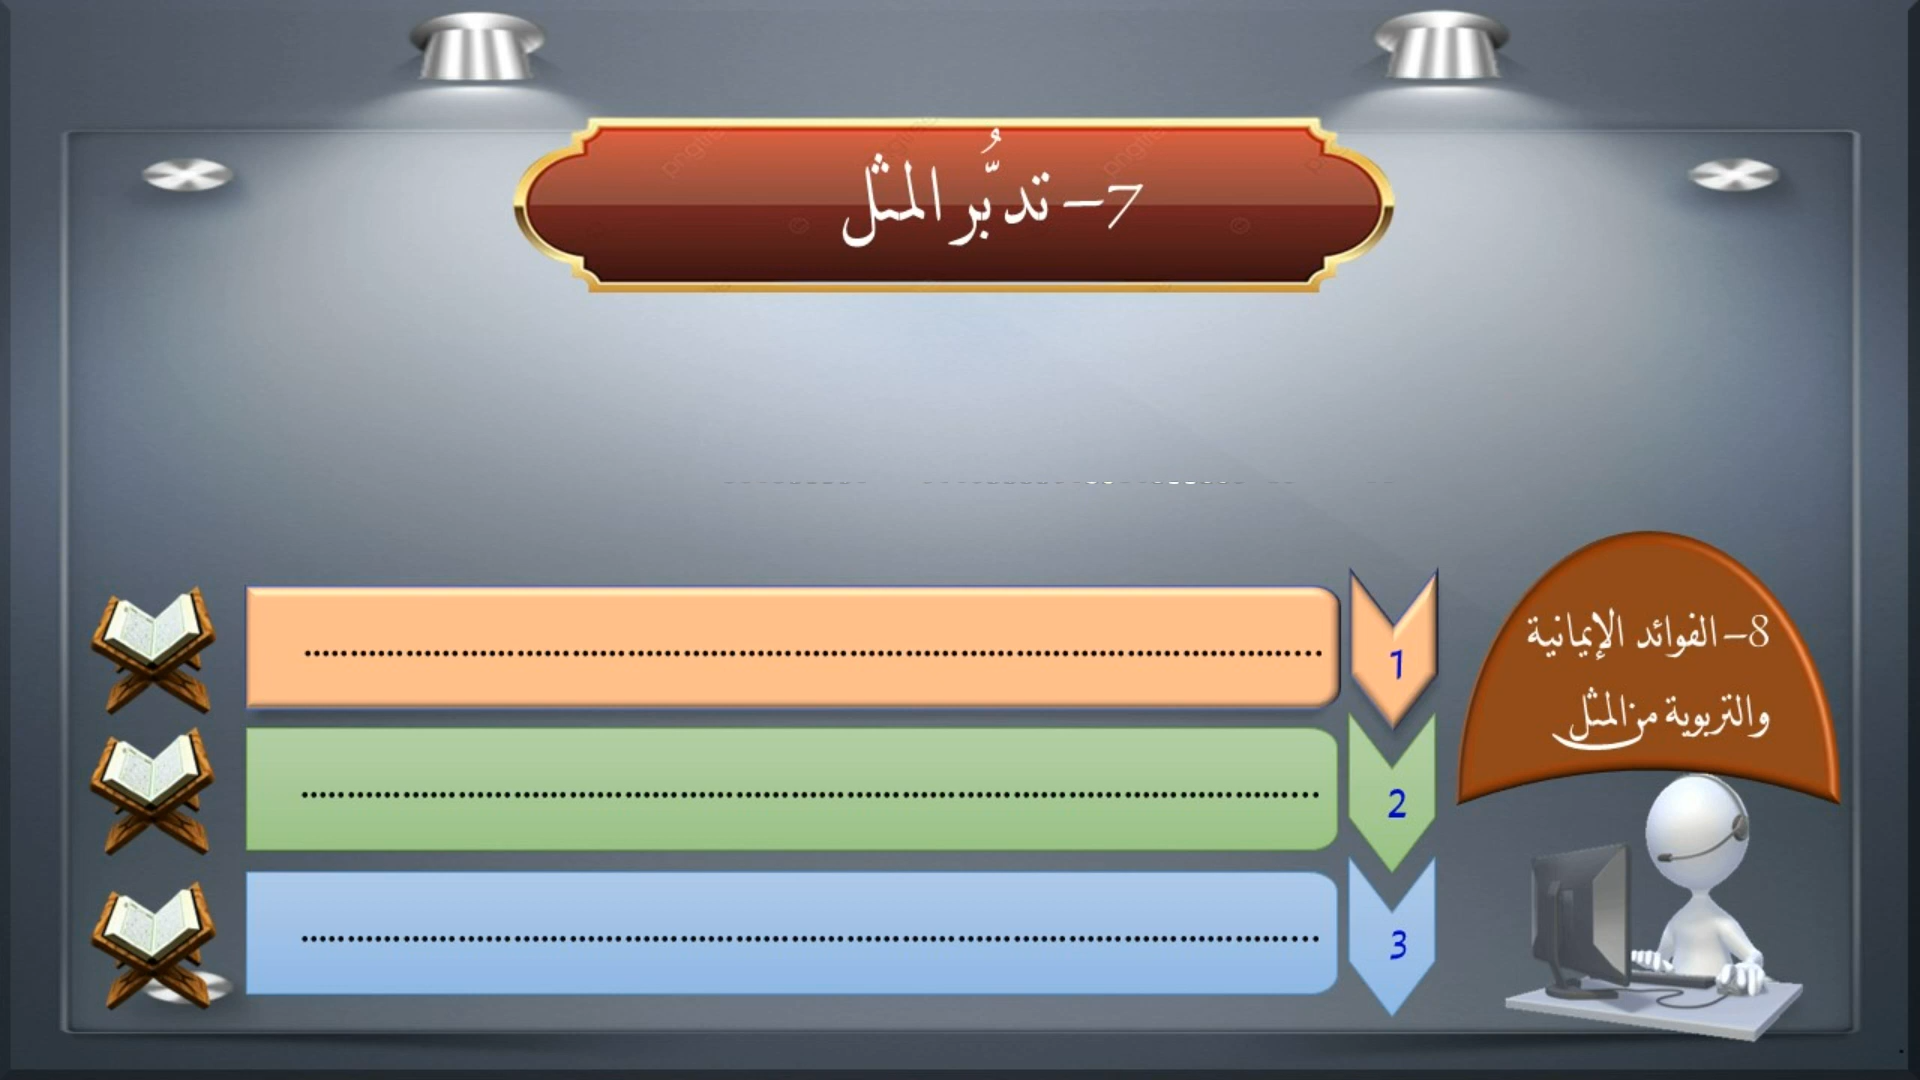 7- تدبُّر المثل
8- الفوائد الإيمانية
والتربوية من المثل
1 ................................................................
2 ................................................................
3 ................................................................